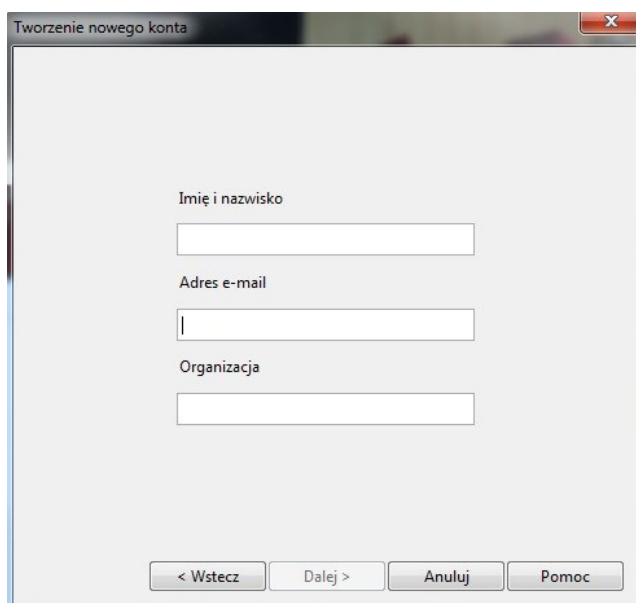 Tworzenie nowego konta
Imię i nazwisko
Adres e-mail
Organizacja
< Wstecz Dalej > Anuluj Pomoc